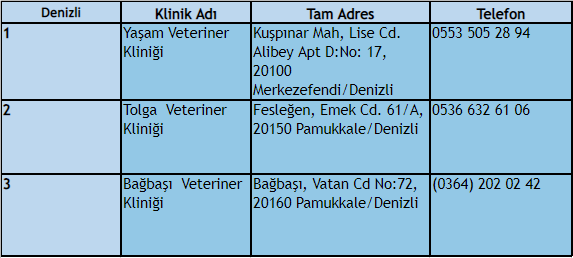 Denizli Klinik Adı Tam Adres Telefon
1 Yaşam Veteriner Kuşpınar Mah, Lise Cd. 0553 505 28 94
Kliniği Alibey Apt D:No: 17,
20100
Merkezefendi/Denizli
2 Tolga Veteriner Fesleğen, Emek Cd. 61/A, 0536 632 61 06
Kliniği 20150 Pamukkale/Denizli
3 Bağbaşı Veteriner Bağbaşı, Vatan Cd No:72, (0364) 202 02 42
Kliniği 20160 Pamukkale/Denizli